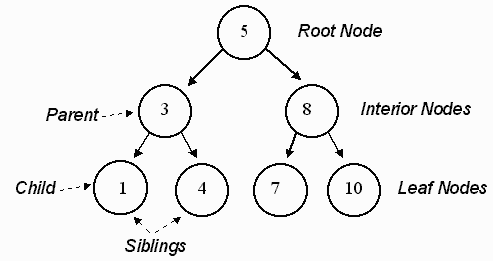 5 Root Node
Parent 3 8 Interior Nodes
Child 1 4 7 10 Leaf Nodes
Siblings